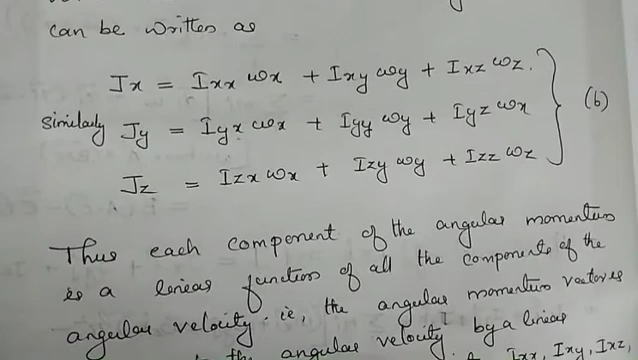 can be written as
Jx = Ixx ωx + Ixy ωy + Ixz ωz.
similarly Jy = Iyx ωx + Iyy ωy + Iyz ωx } (6)
Jz = Izx ωx + Izy ωy + Izz ωz
Thus each component of the angular momentum
is a linear function of all the components of the
angular velocity. ie, the angular momentum vector is
the angular velocity by a linear
Ixx, Ixy, Ixz,